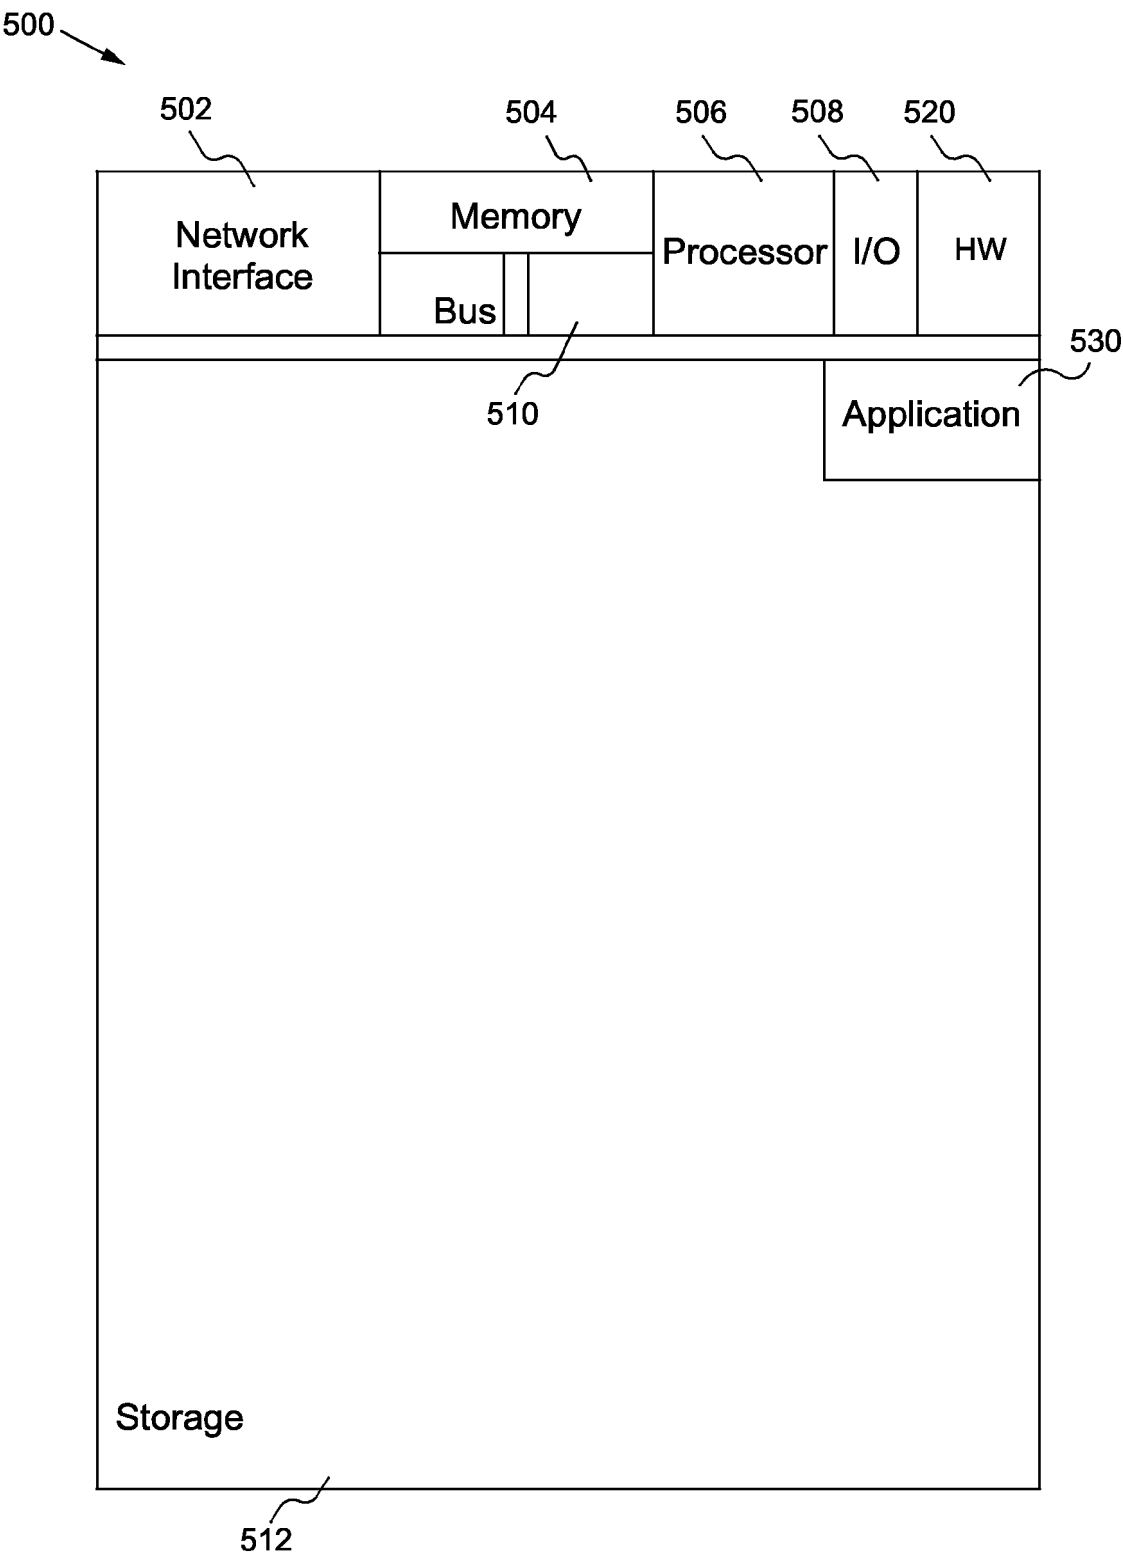 500
502
504
506
508
520
Network
Interface
Memory
Processor
I/O
HW
Bus
530
510
Application
Storage
512